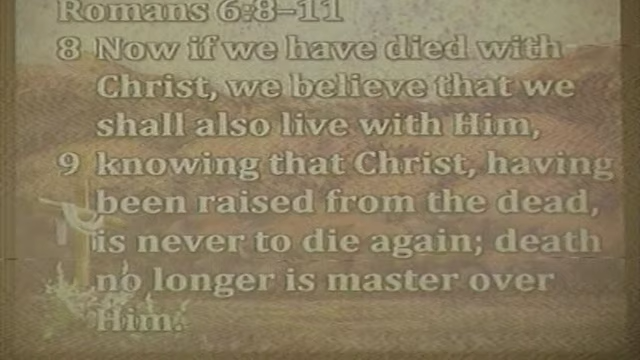 Romans 6:8–11
8 Now if we have died with
Christ, we believe that we
shall also live with Him,
9 knowing that Christ, having
been raised from the dead,
is never to die again; death
no longer is master over
Him.